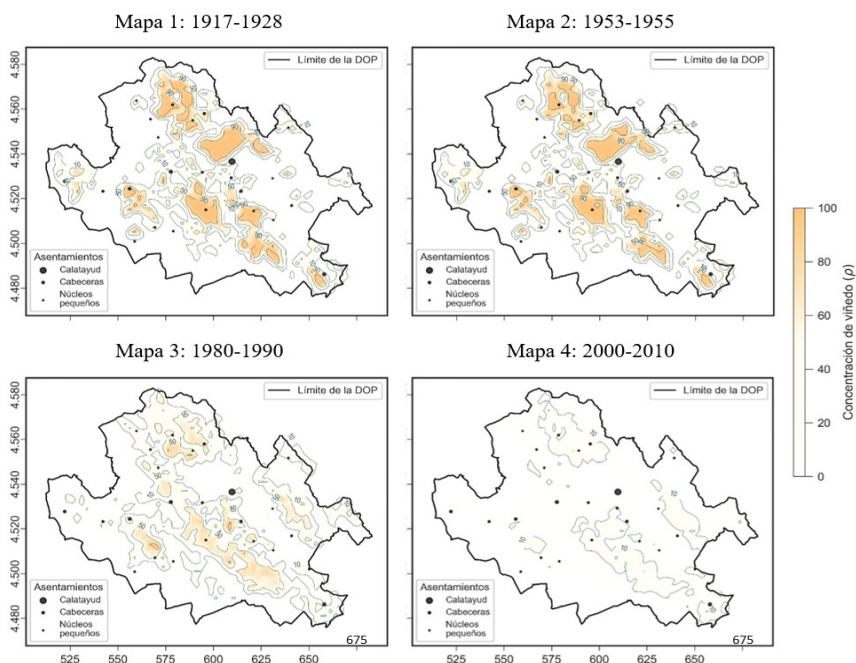 Mapa 1: 1917-1928
Mapa 2: 1953-1955
4.580
4.560
4.540
4.520
4.500
4.480
Límite de la DOP
Asentamientos
Calatayud
Cabeceras
Núcleos
pequeños
Límite de la DOP
Asentamientos
Calatayud
Cabeceras
Núcleos
pequeños
100
80
60
40
20
0
Concentración de viñedo (ρ)
Mapa 3: 1980-1990
Mapa 4: 2000-2010
4.580
4.560
4.540
4.520
4.500
4.480
Límite de la DOP
Asentamientos
Calatayud
Cabeceras
Núcleos
pequeños
675
525 550 575 600 625 650
Límite de la DOP
Asentamientos
Calatayud
Cabeceras
Núcleos
pequeños
675
525 550 575 600 625 650